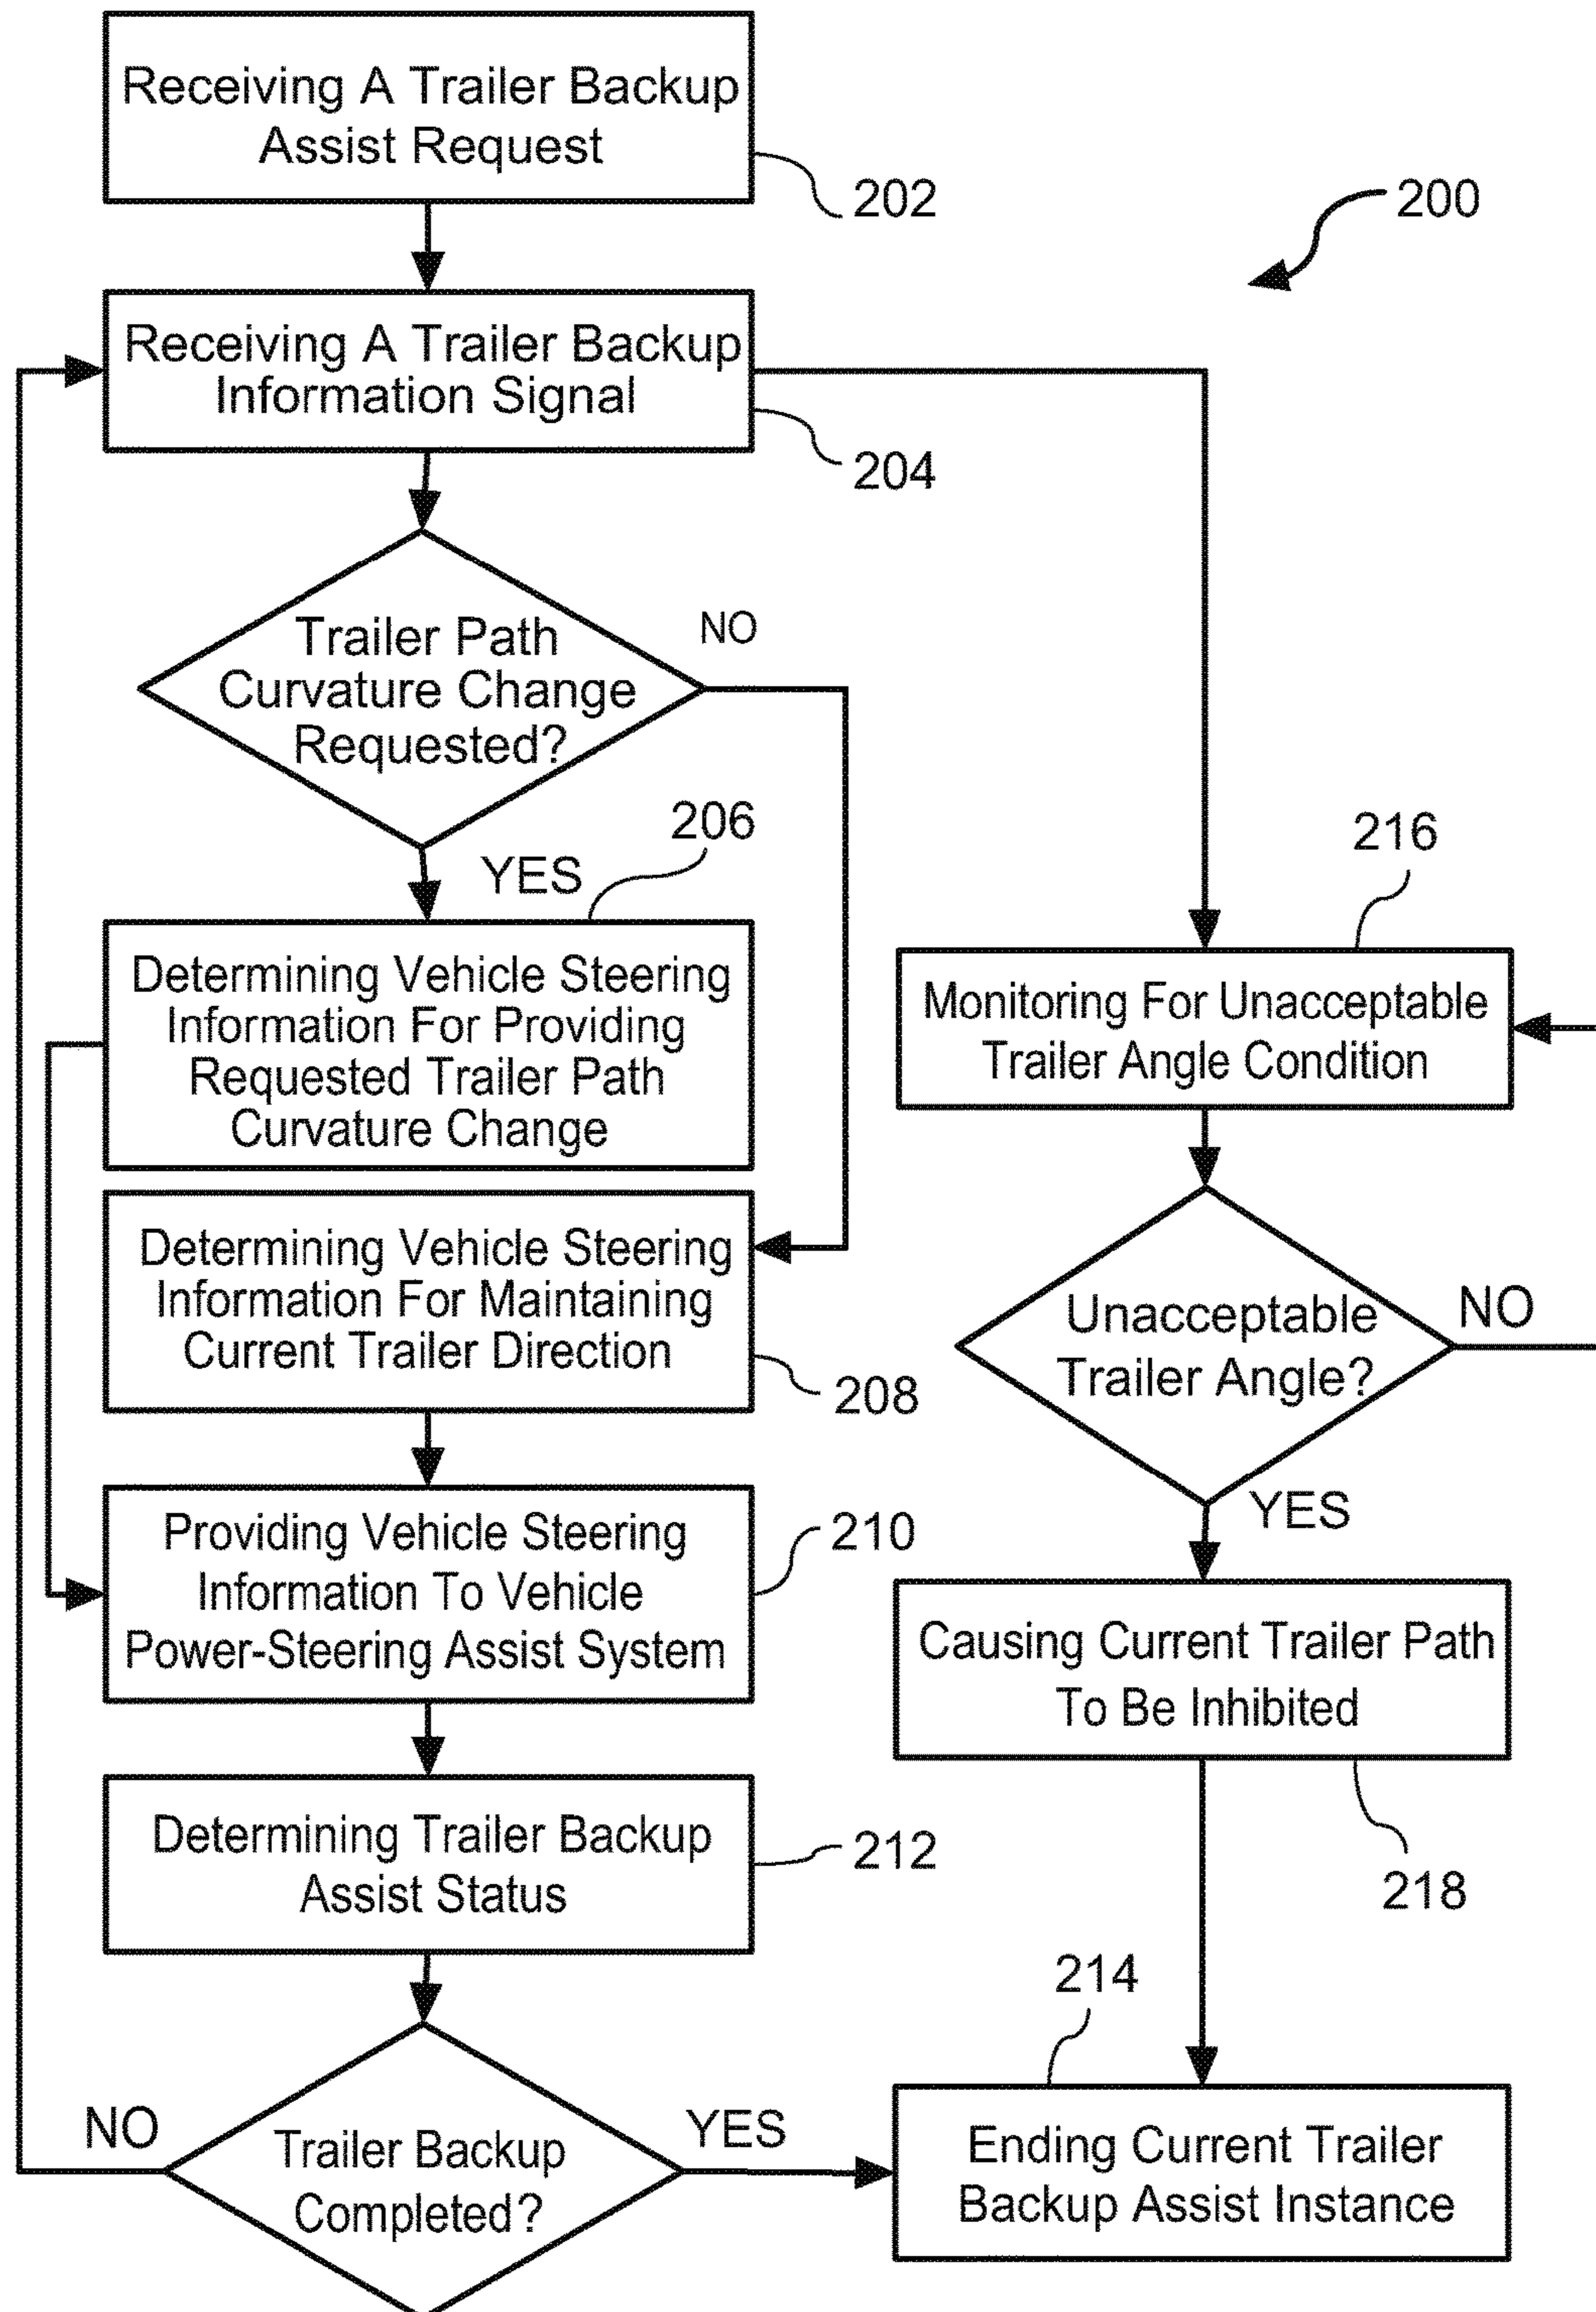 Receiving A Trailer Backup
Assist Request
202
200
Receiving A Trailer Backup
Information Signal
204
Trailer Path
Curvature Change
Requested?
NO
YES
206
Determining Vehicle Steering
Information For Providing
Requested Trailer Path
Curvature Change
Determining Vehicle Steering
Information For Maintaining
Current Trailer Direction
208
Providing Vehicle Steering
Information To Vehicle
Power-Steering Assist System
210
Determining Trailer Backup
Assist Status
212
Trailer Backup
Completed?
NO
YES
216
Monitoring For Unacceptable
Trailer Angle Condition
Unacceptable
Trailer Angle?
NO
YES
Causing Current Trailer Path
To Be Inhibited
218
214
Ending Current Trailer
Backup Assist Instance